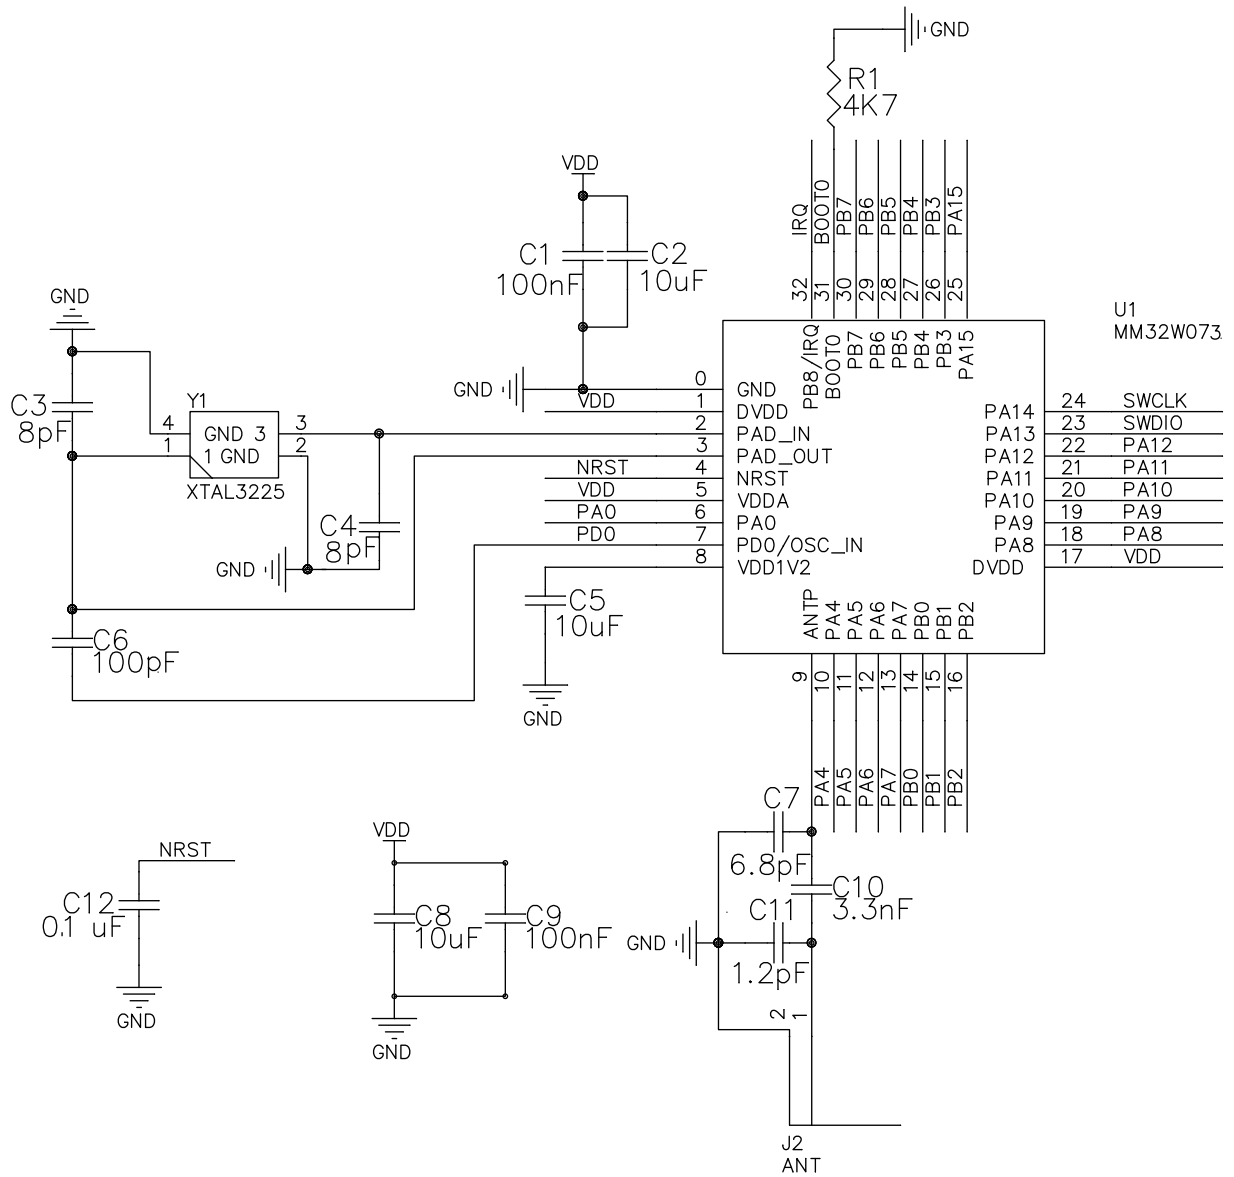 GND
R1
4K7
VDD
C1
100nF
C2
10uF
IRQ
BOOT0
PB7
PB6
PB5
PB4
PB3
PA15
32
31
30
29
28
27
26
25
U1
MM32W073
PB8/IRQ
BOOT0
PB7
PB6
PB5
PB4
PB3
PA15
GND
C3
8pF
GND
VDD
0 GND
1 DVDD
2 PAD_IN
3 PAD_OUT
NRST 4 NRST
VDD 5 VDDA
PA0 6 PA0
PD0 7 PD0/OSC_IN
8 VDD1V2
PA14 24 SWCLK
PA13 23 SWDIO
PA12 22 PA12
PA11 21 PA11
PA10 20 PA10
PA9 19 PA9
PA8 18 PA8
DVDD 17 VDD
Y1
4 GND 3 3
1 1 GND 2
XTAL3225
C4
8pF
GND
C6
100pF
C5
10uF
GND
ANTP
PA4
PA5
PA6
PA7
PB0
PB1
PB2
9
10
11
12
13
14
15
16
PA4
PA5
PA6
PA7
PB0
PB1
PB2
NRST
C12
0.1 uF
GND
VDD
C8
10uF
C9
100nF
GND
C7
6.8pF
C10
3.3nF
C11
1.2pF
GND
2
1
J2
ANT